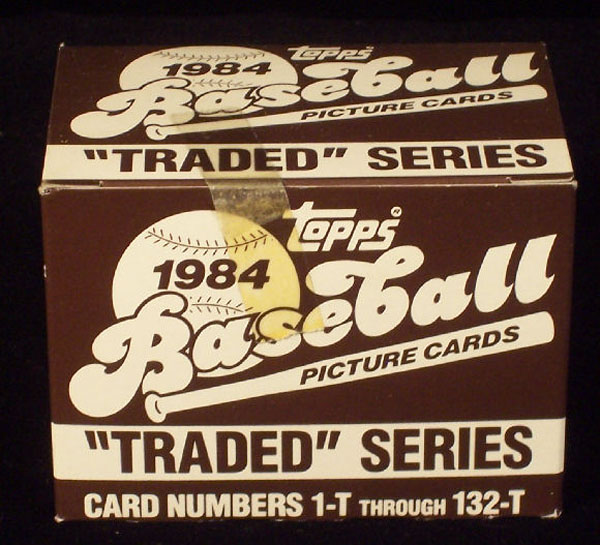 topps
1984
Baseball
PICTURE CARDS
"TRADED" SERIES
topps
1984
Baseball
PICTURE CARDS
"TRADED" SERIES
CARD NUMBERS 1-T THROUGH 132-T